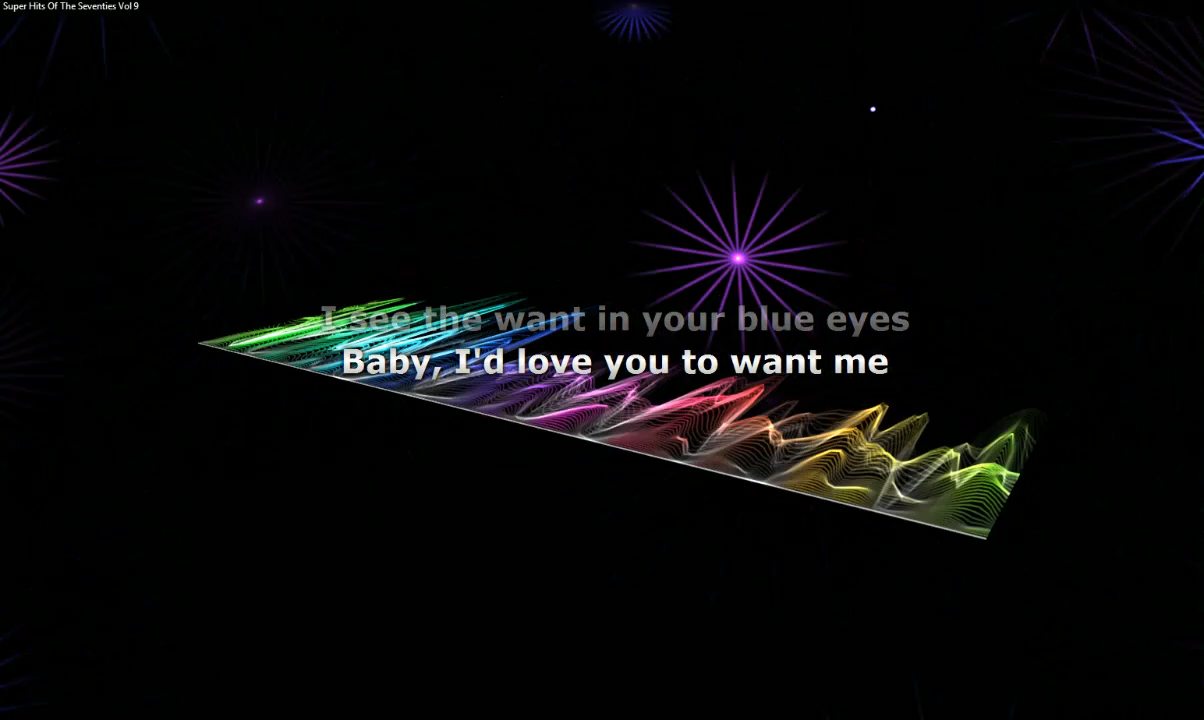 Super Hits Of The Seventies Vol 9
I see the want in your blue eyes
Baby, I'd love you to want me